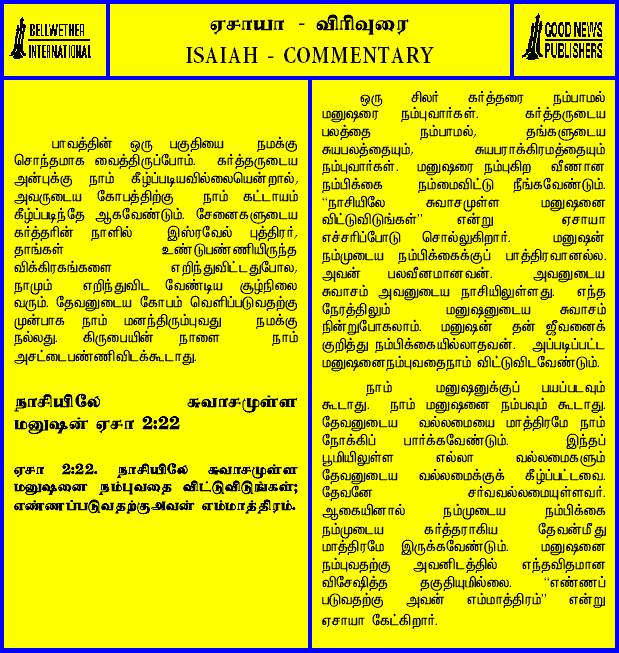 BELLWETHER
INTERNATIONAL
ஏசாயா - விரிவுரை
ISAIAH - COMMENTARY
GOOD NEWS
PUBLISHERS
பாவத்தின் ஒரு பகுதியை நமக்கு
சொந்தமாக வைத்திருப்போம். கர்த்தருடைய
அன்புக்கு நாம் கீழ்ப்படியவில்லையென்றால்,
அவருடைய கோபத்திற்கு நாம் கட்டாயம்
கீழ்ப்படிந்தே ஆகவேண்டும். சேனைகளுடைய
கர்த்தரின் நாளில் இஸ்ரவேல் புத்திரர்,
தாங்கள் உண்டுபண்ணியிருந்த
விக்கிரகங்களை எறிந்துவிட்டதுபோல,
நாமும் எறிந்துவிட வேண்டிய சூழ்நிலை
வரும். தேவனுடைய கோபம் வெளிப்படுவதற்கு
முன்பாக நாம் மனந்திரும்புவது நமக்கு
நல்லது. கிருபையின் நாளை நாம்
அசட்டைபண்ணிவிடக்கூடாது.
நாசியிலே சுவாசமுள்ள
மனுஷன் ஏசா 2:22
ஏசா 2:22. நாசியிலே சுவாசமுள்ள
மனுஷனை நம்புவதை விட்டுவிடுங்கள்;
எண்ணப்படுவதற்குஅவன் எம்மாத்திரம்.
ஒரு சிலர் கர்த்தரை நம்பாமல்
மனுஷரை நம்புவார்கள். கர்த்தருடைய
பலத்தை நம்பாமல், தங்களுடைய
சுயபலத்தையும், சுயபராக்கிரமத்தையும்
நம்புவார்கள். மனுஷரை நம்புகிற வீணான
நம்பிக்கை நம்மைவிட்டு நீங்கவேண்டும்.
“நாசியிலே சுவாசமுள்ள மனுஷனை
விட்டுவிடுங்கள்” என்று ஏசாயா
எச்சரிப்போடு சொல்லுகிறார். மனுஷன்
நம்முடைய நம்பிக்கைக்குப் பாத்திரவானல்ல.
அவன் பலவீனமானவன். அவனுடைய
சுவாசம் அவனுடைய நாசியிலுள்ளது. எந்த
நேரத்திலும் மனுஷனுடைய சுவாசம்
நின்றுபோகலாம். மனுஷன் தன் ஜீவனைக்
குறித்து நம்பிக்கையில்லாதவன். அப்படிப்பட்ட
மனுஷனைநம்புவதைநாம் விட்டுவிடவேண்டும்.
நாம் மனுஷனுக்குப் பயப்படவும்
கூடாது. நாம் மனுஷனை நம்பவும் கூடாது.
தேவனுடைய வல்லமையை மாத்திரமே நாம்
நோக்கிப் பார்க்கவேண்டும். இந்தப்
பூமியிலுள்ள எல்லா வல்லமைகளும்
தேவனுடைய வல்லமைக்குக் கீழ்ப்பட்டவை.
தேவனே சர்வவல்லமையுள்ளவர்.
ஆகையினால் நம்முடைய நம்பிக்கை
நம்முடைய கர்த்தராகிய தேவன்மீது
மாத்திரமே இருக்கவேண்டும். மனுஷனை
நம்புவதற்கு அவனிடத்தில் எந்தவிதமான
விசேஷித்த தகுதியுமில்லை. “எண்ணப்
படுவதற்கு அவன் எம்மாத்திரம்” என்று
ஏசாயா கேட்கிறார்.